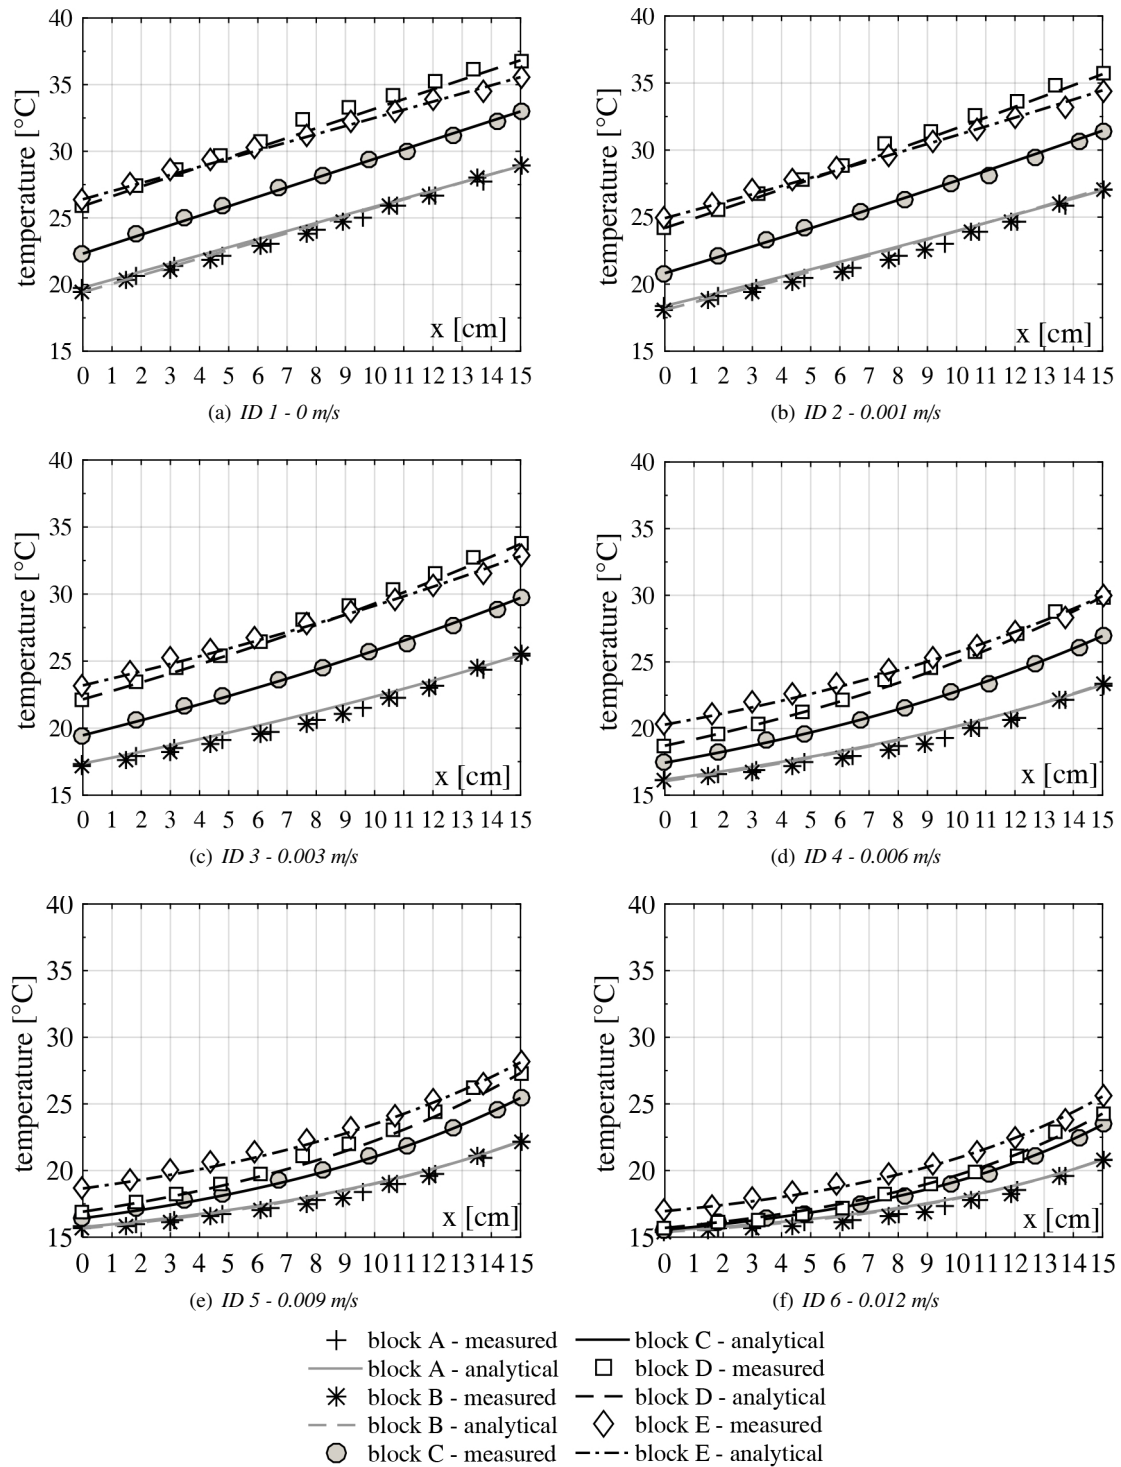 40
35
30
25
20
15
temperature [°C]
x [cm]
0 1 2 3 4 5 6 7 8 9 10 11 12 13 14 15
(a) ID 1 - 0 m/s
40
35
30
25
20
15
temperature [°C]
x [cm]
0 1 2 3 4 5 6 7 8 9 10 11 12 13 14 15
(b) ID 2 - 0.001 m/s
40
35
30
25
20
15
temperature [°C]
x [cm]
0 1 2 3 4 5 6 7 8 9 10 11 12 13 14 15
(c) ID 3 - 0.003 m/s
40
35
30
25
20
15
temperature [°C]
x [cm]
0 1 2 3 4 5 6 7 8 9 10 11 12 13 14 15
(d) ID 4 - 0.006 m/s
40
35
30
25
20
15
temperature [°C]
x [cm]
0 1 2 3 4 5 6 7 8 9 10 11 12 13 14 15
(e) ID 5 - 0.009 m/s
40
35
30
25
20
15
temperature [°C]
x [cm]
0 1 2 3 4 5 6 7 8 9 10 11 12 13 14 15
(f) ID 6 - 0.012 m/s
block A - measured
block A - analytical
block B - measured
block B - analytical
block C - measured
block C - analytical
block D - measured
block D - analytical
block E - measured
block E - analytical